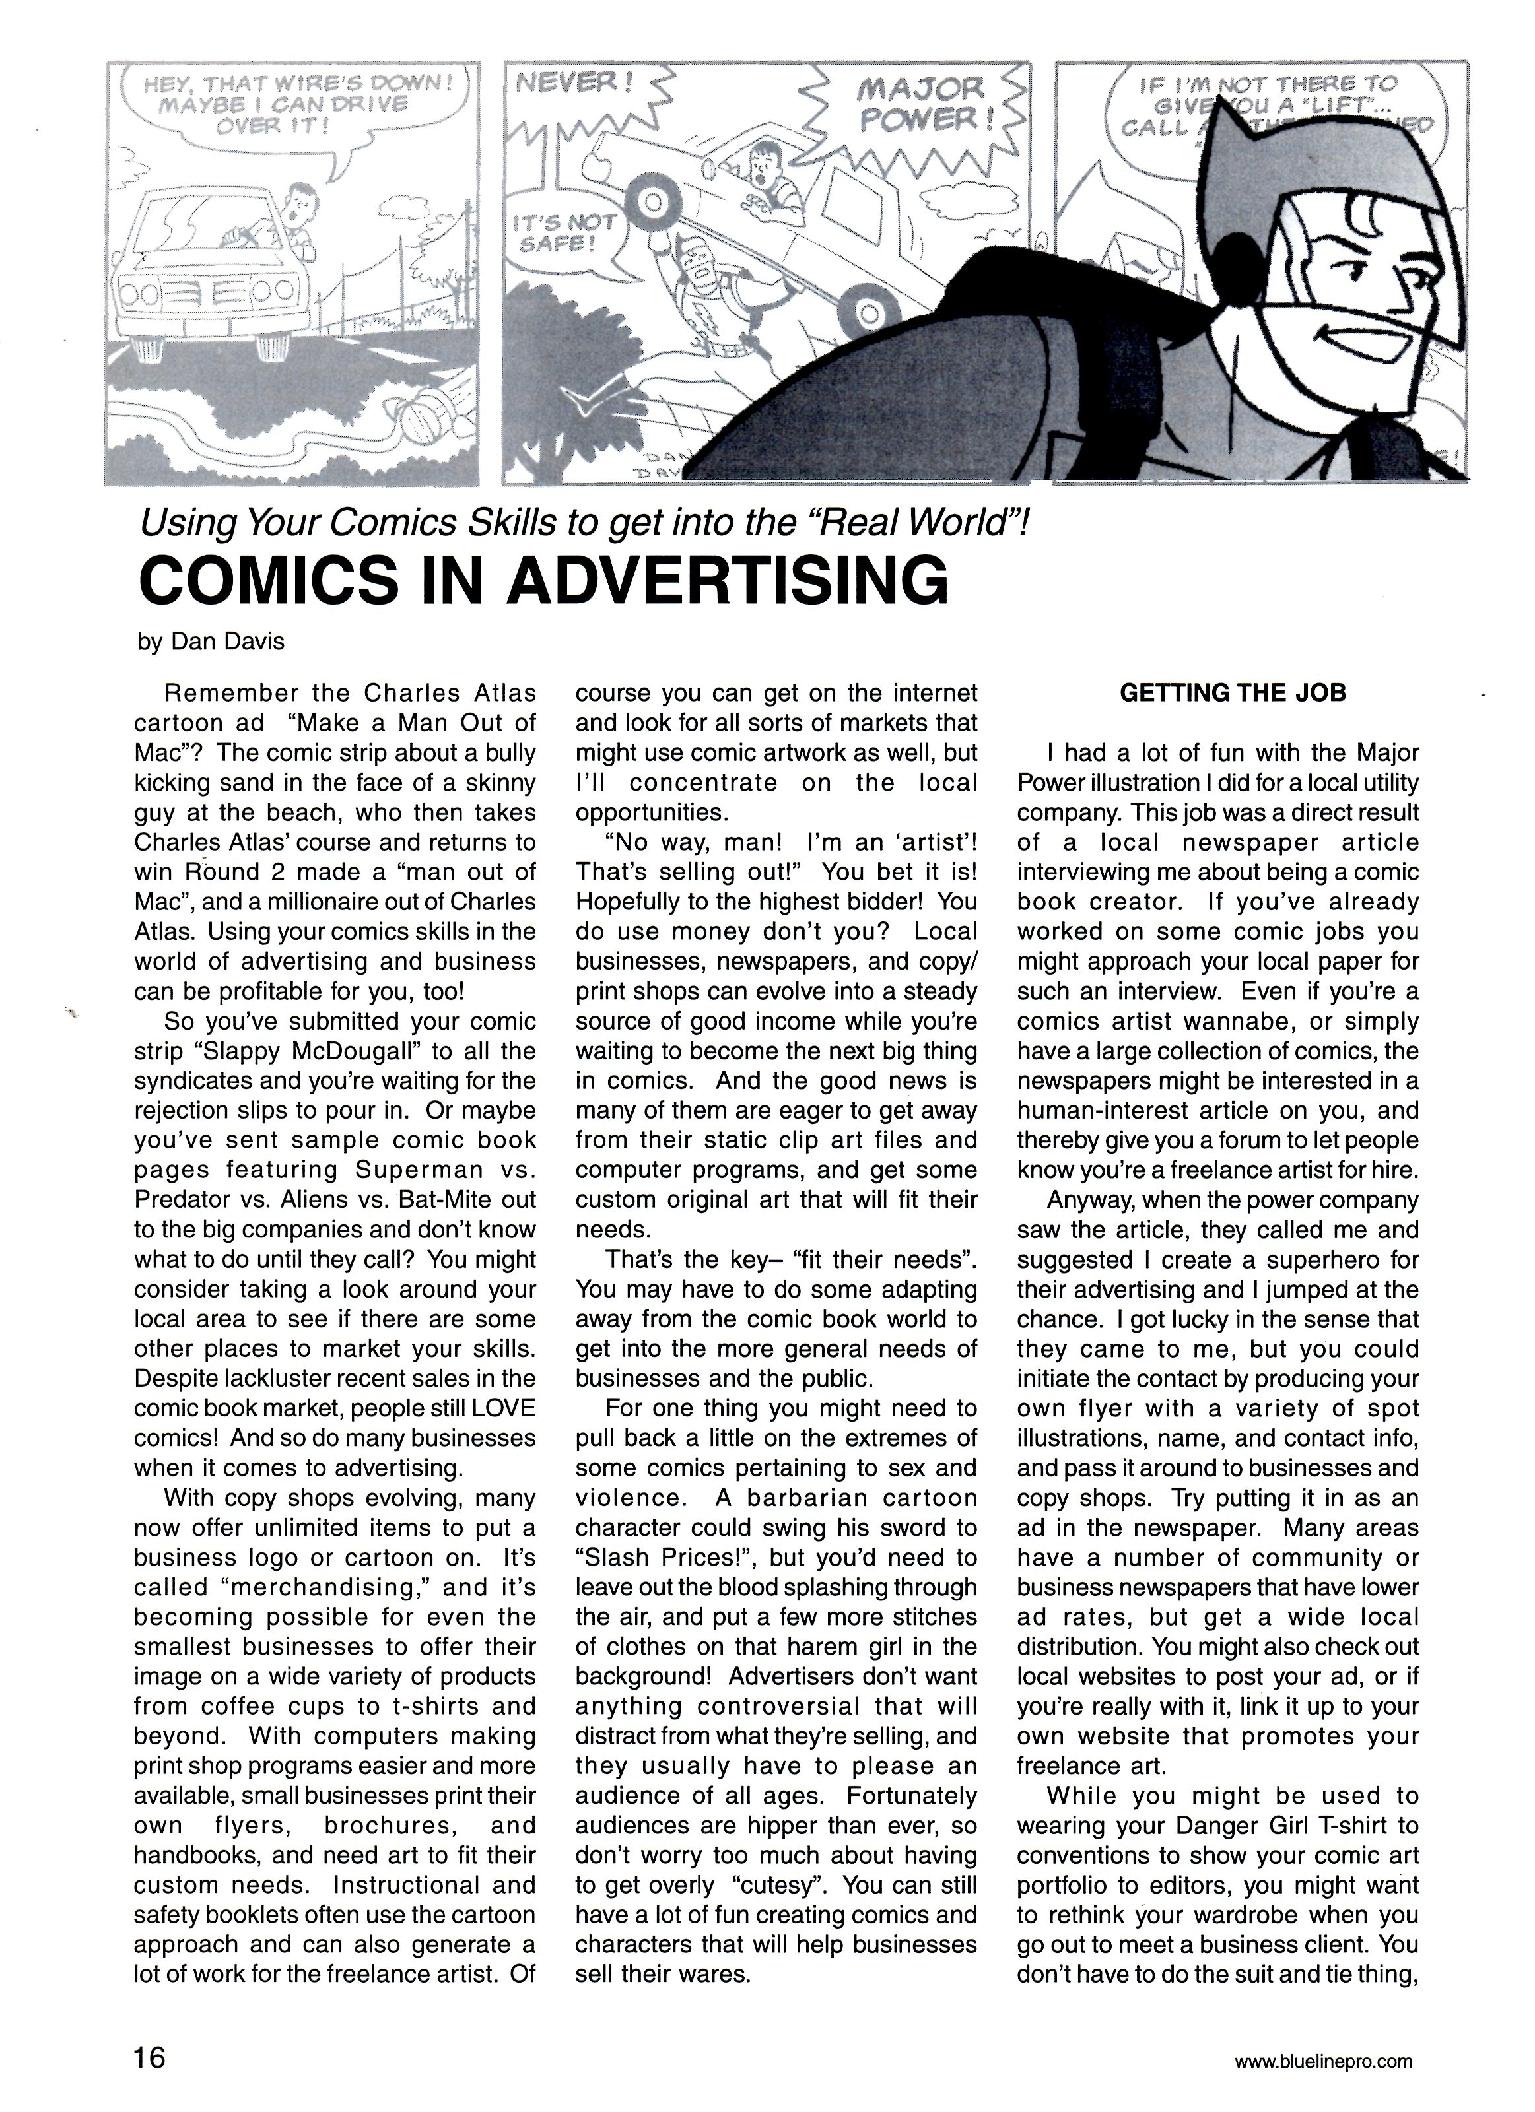 HEY, THAT WIRE'S DOWN!
MAYBE I CAN DRIVE
OVER IT!
NEVER!
IT'S NOT
SAFE!
MAJOR
POWER!
DAN
DAV
IF I'M NOT THERE TO
GIVE YOU A "LIFT"...
CALL
Using Your Comics Skills to get into the “Real World”!
COMICS IN ADVERTISING
by Dan Davis
Remember the Charles Atlas
cartoon ad “Make a Man Out of
Mac”? The comic strip about a bully
kicking sand in the face of a skinny
guy at the beach, who then takes
Charles Atlas’ course and returns to
win Round 2 made a “man out of
Mac”, and a millionaire out of Charles
Atlas. Using your comics skills in the
world of advertising and business
can be profitable for you, too!
So you’ve submitted your comic
strip “Slappy McDougall” to all the
syndicates and you’re waiting for the
rejection slips to pour in. Or maybe
you’ve sent sample comic book
pages featuring Superman vs.
Predator vs. Aliens vs. Bat-Mite out
to the big companies and don’t know
what to do until they call? You might
consider taking a look around your
local area to see if there are some
other places to market your skills.
Despite lackluster recent sales in the
comic book market, people still LOVE
comics! And so do many businesses
when it comes to advertising.
With copy shops evolving, many
now offer unlimited items to put a
business logo or cartoon on. It’s
called “merchandising,” and it’s
becoming possible for even the
smallest businesses to offer their
image on a wide variety of products
from coffee cups to t-shirts and
beyond. With computers making
print shop programs easier and more
available, small businesses print their
own flyers, brochures, and
handbooks, and need art to fit their
custom needs. Instructional and
safety booklets often use the cartoon
approach and can also generate a
lot of work for the freelance artist. Of
course you can get on the internet
and look for all sorts of markets that
might use comic artwork as well, but
I’ll concentrate on the local
opportunities.
“No way, man! I’m an ‘artist’!
That’s selling out!” You bet it is!
Hopefully to the highest bidder! You
do use money don’t you? Local
businesses, newspapers, and copy/
print shops can evolve into a steady
source of good income while you’re
waiting to become the next big thing
in comics. And the good news is
many of them are eager to get away
from their static clip art files and
computer programs, and get some
custom original art that will fit their
needs.
That’s the key– “fit their needs”.
You may have to do some adapting
away from the comic book world to
get into the more general needs of
businesses and the public.
For one thing you might need to
pull back a little on the extremes of
some comics pertaining to sex and
violence. A barbarian cartoon
character could swing his sword to
“Slash Prices!”, but you’d need to
leave out the blood splashing through
the air, and put a few more stitches
of clothes on that harem girl in the
background! Advertisers don’t want
anything controversial that will
distract from what they’re selling, and
they usually have to please an
audience of all ages. Fortunately
audiences are hipper than ever, so
don’t worry too much about having
to get overly “cutesy”. You can still
have a lot of fun creating comics and
characters that will help businesses
sell their wares.
GETTING THE JOB
I had a lot of fun with the Major
Power illustration I did for a local utility
company. This job was a direct result
of a local newspaper article
interviewing me about being a comic
book creator. If you’ve already
worked on some comic jobs you
might approach your local paper for
such an interview. Even if you’re a
comics artist wannabe, or simply
have a large collection of comics, the
newspapers might be interested in a
human-interest article on you, and
thereby give you a forum to let people
know you’re a freelance artist for hire.
Anyway, when the power company
saw the article, they called me and
suggested I create a superhero for
their advertising and I jumped at the
chance. I got lucky in the sense that
they came to me, but you could
initiate the contact by producing your
own flyer with a variety of spot
illustrations, name, and contact info,
and pass it around to businesses and
copy shops. Try putting it in as an
ad in the newspaper. Many areas
have a number of community or
business newspapers that have lower
ad rates, but get a wide local
distribution. You might also check out
local websites to post your ad, or if
you’re really with it, link it up to your
own website that promotes your
freelance art.
While you might be used to
wearing your Danger Girl T-shirt to
conventions to show your comic art
portfolio to editors, you might want
to rethink your wardrobe when you
go out to meet a business client. You
don’t have to do the suit and tie thing,
16
www.bluelinepro.com